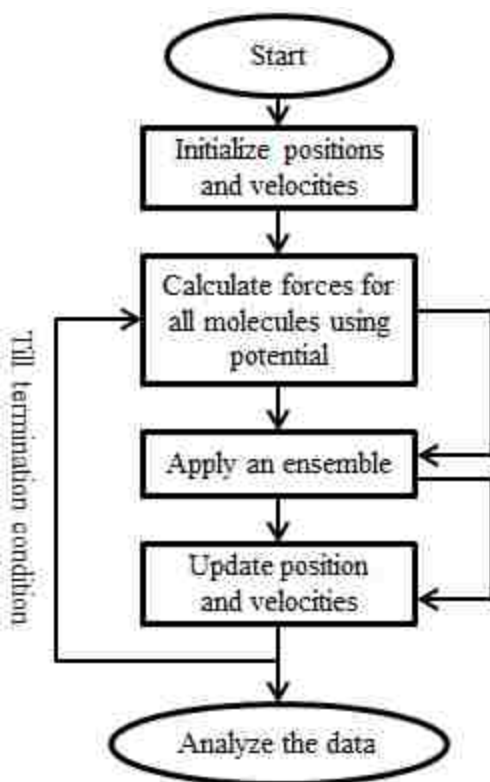 Start
Initialize positions
and velocities
Calculate forces for
all molecules using
potential
Apply an ensemble
Update position
and velocities
Till termination condition
Analyze the data